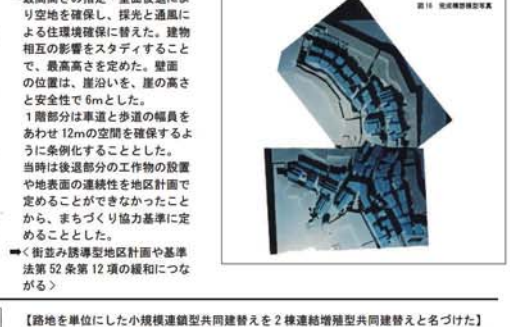 最高高さの指定・壁面後退によ
り空地を確保し、採光と通風に
よる住環境確保に替えた。建物
相互の影響をスタディすること
で、最高高さを定めた。壁面
の位置は、崖沿いを、崖の高さ
と安全性で6mとした。
1階部分は車道と歩道の幅員を
あわせ12mの空間を確保するよ
うに条例化することとした。
当時は後退部分の工作物の設置
や地表面の連続性を地区計画で
定めることができなかったこと
から、まちづくり協力基準に定
めることとした。
➡<街並み誘導型地区計画や基準
法第52条第12項の緩和につな
がる>
図16 完成模型写真
【路地を単位にした小規模連鎖型共同建替えを2棟連結増殖型共同建替えと名づけた】